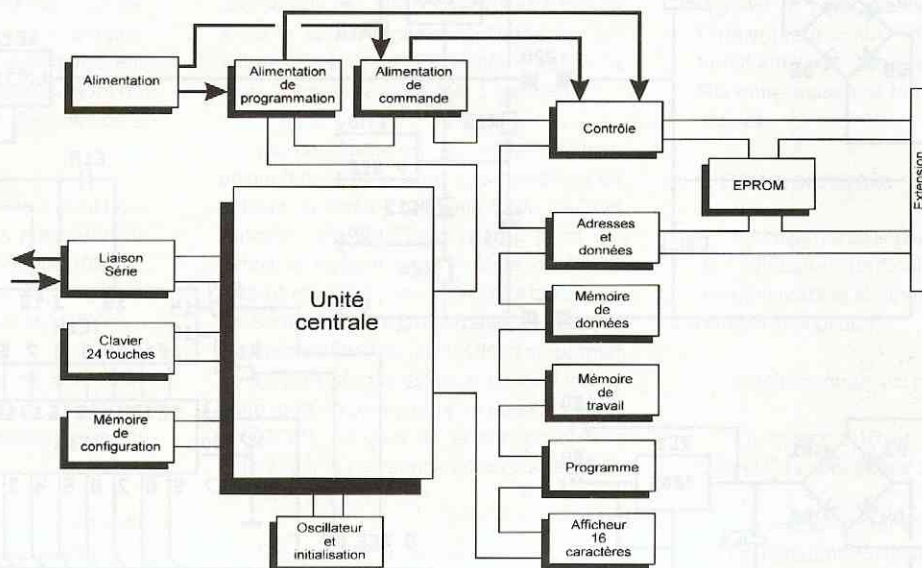 Alimentation
Alimentation
de
programmation
Alimentation
de
commande
Contrôle
EPROM
Extension
Adresses et
données
Liaison
Série
Unité
centrale
Mémoire
de
données
Clavier
24 touches
Mémoire
de
travail
Mémoire
de
configuration
Programme
Oscillateur
et
initialisation
Afficheur
16
caractères